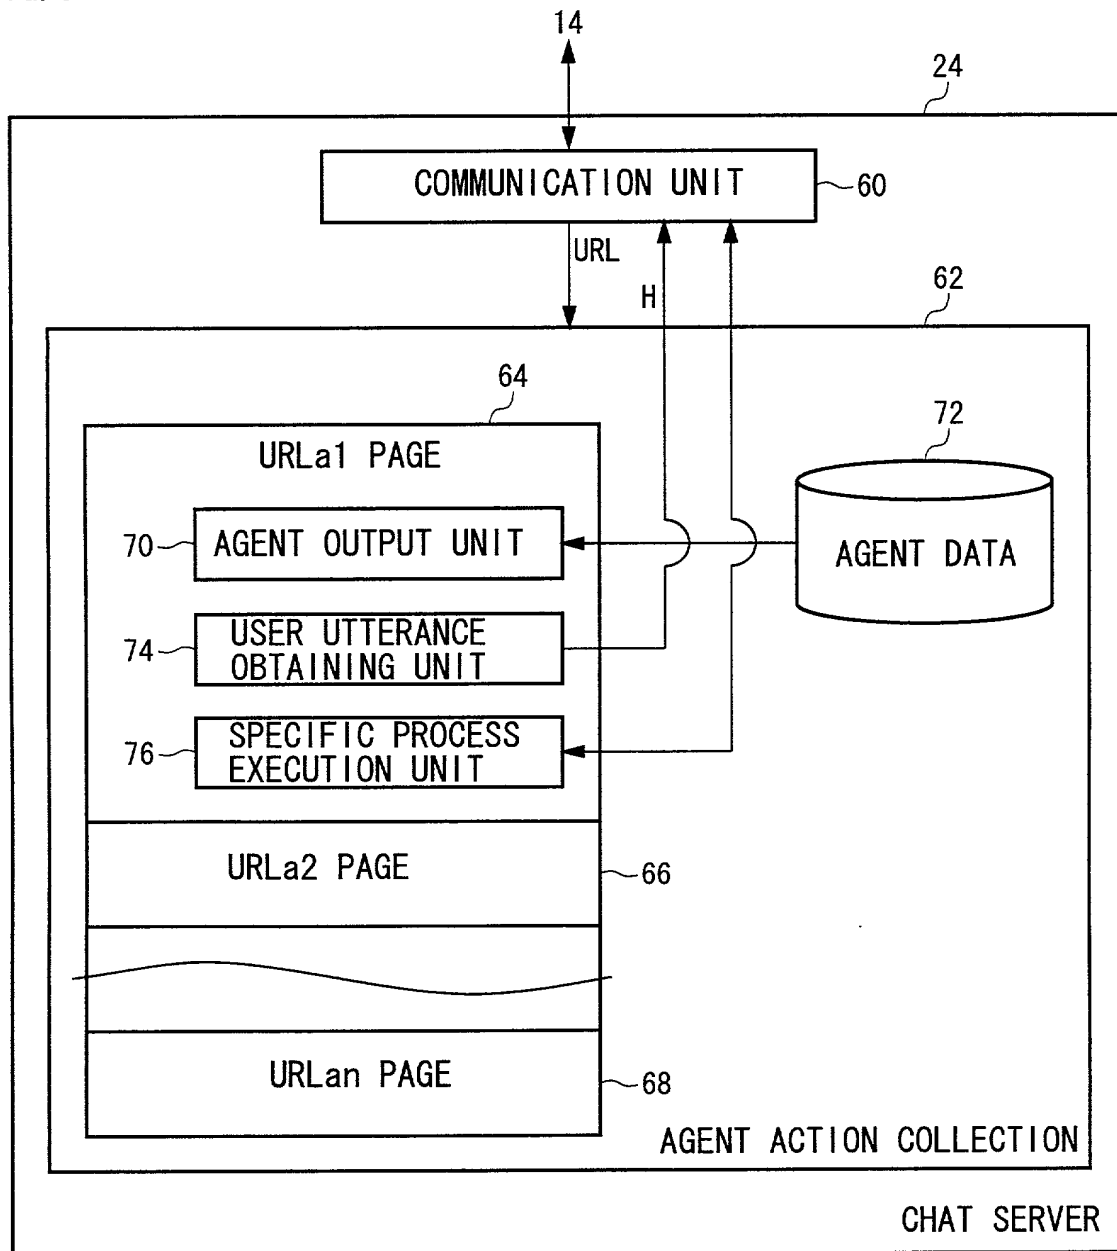 14
24
COMMUNICATION UNIT
60
URL
H
62
64
URLa1 PAGE
72
70
AGENT OUTPUT UNIT
AGENT DATA
74
USER UTTERANCE
OBTAINING UNIT
76
SPECIFIC PROCESS
EXECUTION UNIT
URLa2 PAGE
66
URLan PAGE
68
AGENT ACTION COLLECTION
CHAT SERVER